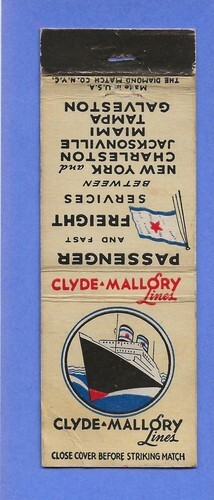 CLYDE-MALLORY
Lines
PASSENGER
AND FAST
FREIGHT
SERVICES
BETWEEN
NEW YORK and
CHARLESTON
JACKSONVILLE
MIAMI
TAMPA
GALVESTON
Made in U.S.A.
THE DIAMOND MATCH CO. N.Y.C.
CLYDE-MALLORY
Lines
CLOSE COVER BEFORE STRIKING MATCH